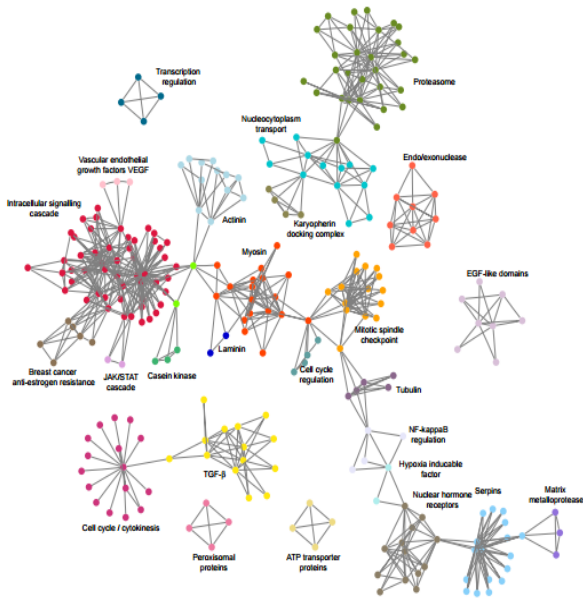 Transcription
regulation
Proteasome
Nucleocytoplasm
transport
Vascular endothelial
growth factors VEGF
Endo/exonuclease
Intracellular signalling
cascade
Actinin
Karyopherin
docking complex
Myosin
EGF-like domains
Mitotic spindle
checkpoint
Laminin
Breast cancer
anti-estrogen resistance
JAK/STAT
cascade
Casein kinase
Cell cycle
regulation
Tubulin
NF-kappaB
regulation
TGF-β
Hypoxia inducable
factor
Nuclear hormone
receptors
Serpins
Matrix
metalloprotease
Cell cycle / cytokinesis
Peroxisomal
proteins
ATP transporter
proteins